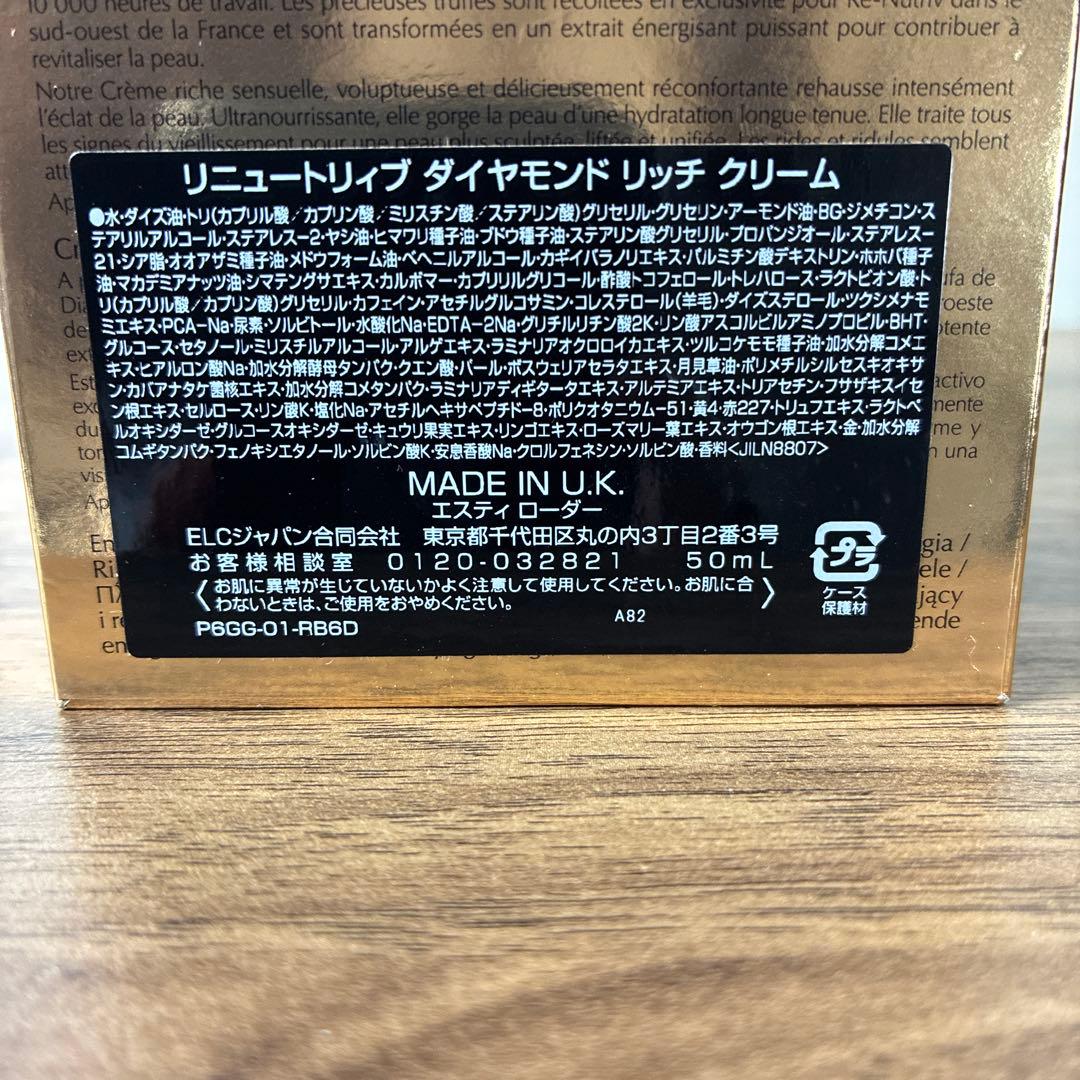 10 000 heures de travail. Les précieuses truffes sont récoltées en exclusivité pour Re-Nutriv dans le
sud-ouest de la France et sont transformées en un extrait énergisant puissant pour contribuer à
revitaliser la peau.
Notre Crème riche sensuelle, voluptueuse et délicieusement réconfortante rehausse intensément
l'éclat de la peau. Ultranourrissante, elle gorge la peau d'une hydratation longue tenue. Elle traite tous
les signes du vieillissement pour une peau plus sculptée, liftée et unifiée. Les rides et ridules semblent
リニュートリィブ ダイヤモンド リッチ クリーム
●水・ダイズ油・トリ(カプリル酸／カプリン酸／ミリスチン酸／ステアリン酸)グリセリル・グリセリン・アーモンド油・BG・ジメチコン・ス
テアリルアルコール・ステアレス-2・ヤシ油・ヒマワリ種子油・ブドウ種子油・ステアリン酸グリセリル・プロパンジオール・ステアレス-
21・シア脂・オオアザミ種子油・メドウフォーム油・ベヘニルアルコール・カギイバラノリエキス・パルミチン酸デキストリン・ホホバ種子
油・マカデミアナッツ油・シマテングサエキス・カルボマー・カプリリルグリコール・酢酸トコフェロール・トレハロース・ラクトビオン酸・ト
リ(カプリル酸／カプリン酸)グリセリル・カフェイン・アセチルグルコサミン・コレステロール(羊毛)・ダイズステロール・ツクシメナモ
ミエキス・PCA-Na・尿素・ソルビトール・水酸化Na・EDTA-2Na・グリチルリチン酸2K・リン酸アスコルビルアミノプロピル・BHT・
グルコース・セタノール・ミリスチルアルコール・アルゲエキス・ラミナリアオクロロイカエキス・ツルコケモモ種子油・加水分解コメエ
キス・ヒアルロン酸Na・加水分解酵母タンパク・クエン酸・パール・ボスウェリアセラタエキス・月見草油・ポリメチルシルセスキオキサ
ン・カバアナタケ菌核エキス・加水分解コメタンパク・ラミナリアディギタータエキス・アルテミアエキス・トリアセチン・フサザキスイセ
ン根エキス・セルロース・リン酸K・塩化Na・アセチルヘキサペプチド-8・ポリクオタニウム-51・黄4・赤227・トリュフエキス・ラクトペ
ルオキシダーゼ・グルコースオキシダーゼ・キュウリ果実エキス・リンゴエキス・ローズマリー葉エキス・オウゴン根エキス・金・加水分解
コムギタンパク・フェノキシエタノール・ソルビン酸K・安息香酸Na・クロルフェネシン・ソルビン酸・香料<JILN8807>
MADE IN U.K.
エスティ ローダー
ELCジャパン合同会社 東京都千代田区丸の内3丁目2番3号
お客様相談室 0120-032821 50mL
〈お肌に異常が生じていないかよく注意して使用してください。お肌に合
わないときは、ご使用をおやめください。〉
P6GG-01-RB6D
A82
プラ
ケース
保護材